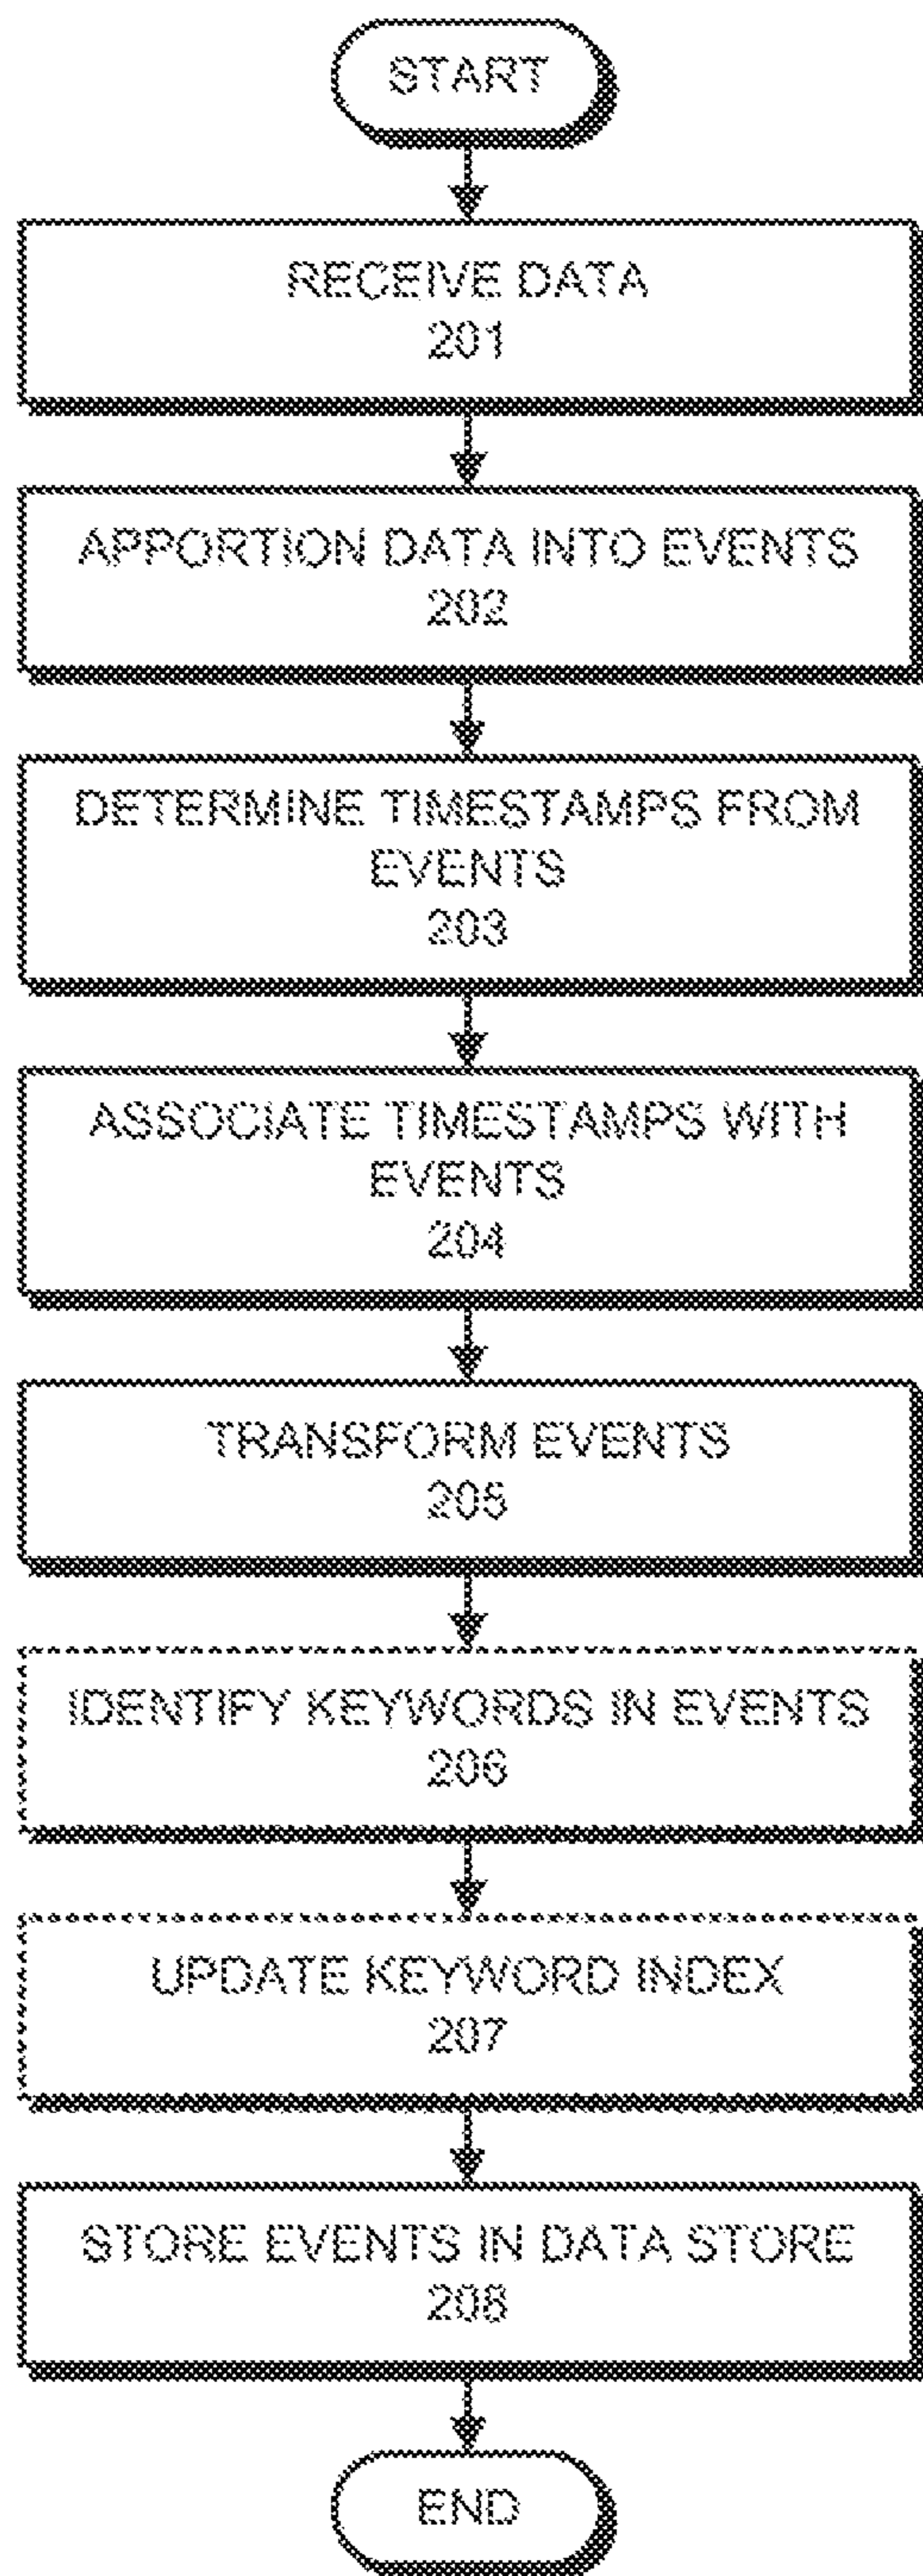 START
RECEIVE DATA
201
APPORTION DATA INTO EVENTS
202
DETERMINE TIMESTAMPS FROM
EVENTS
203
ASSOCIATE TIMESTAMPS WITH
EVENTS
204
TRANSFORM EVENTS
205
IDENTIFY KEYWORDS IN EVENTS
206
UPDATE KEYWORD INDEX
207
STORE EVENTS IN DATA STORE
208
END